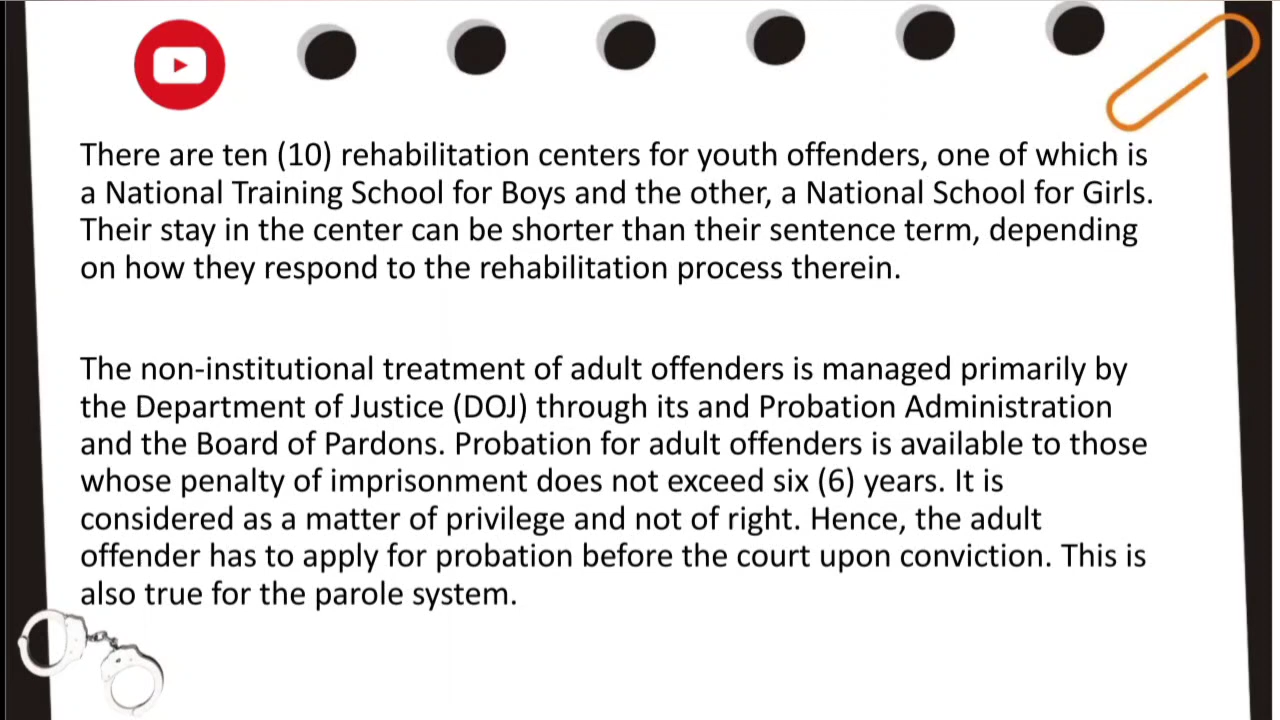 There are ten (10) rehabilitation centers for youth offenders, one of which is
a National Training School for Boys and the other, a National School for Girls.
Their stay in the center can be shorter than their sentence term, depending
on how they respond to the rehabilitation process therein.
The non-institutional treatment of adult offenders is managed primarily by
the Department of Justice (DOJ) through its and Probation Administration
and the Board of Pardons. Probation for adult offenders is available to those
whose penalty of imprisonment does not exceed six (6) years. It is
considered as a matter of privilege and not of right. Hence, the adult
offender has to apply for probation before the court upon conviction. This is
also true for the parole system.